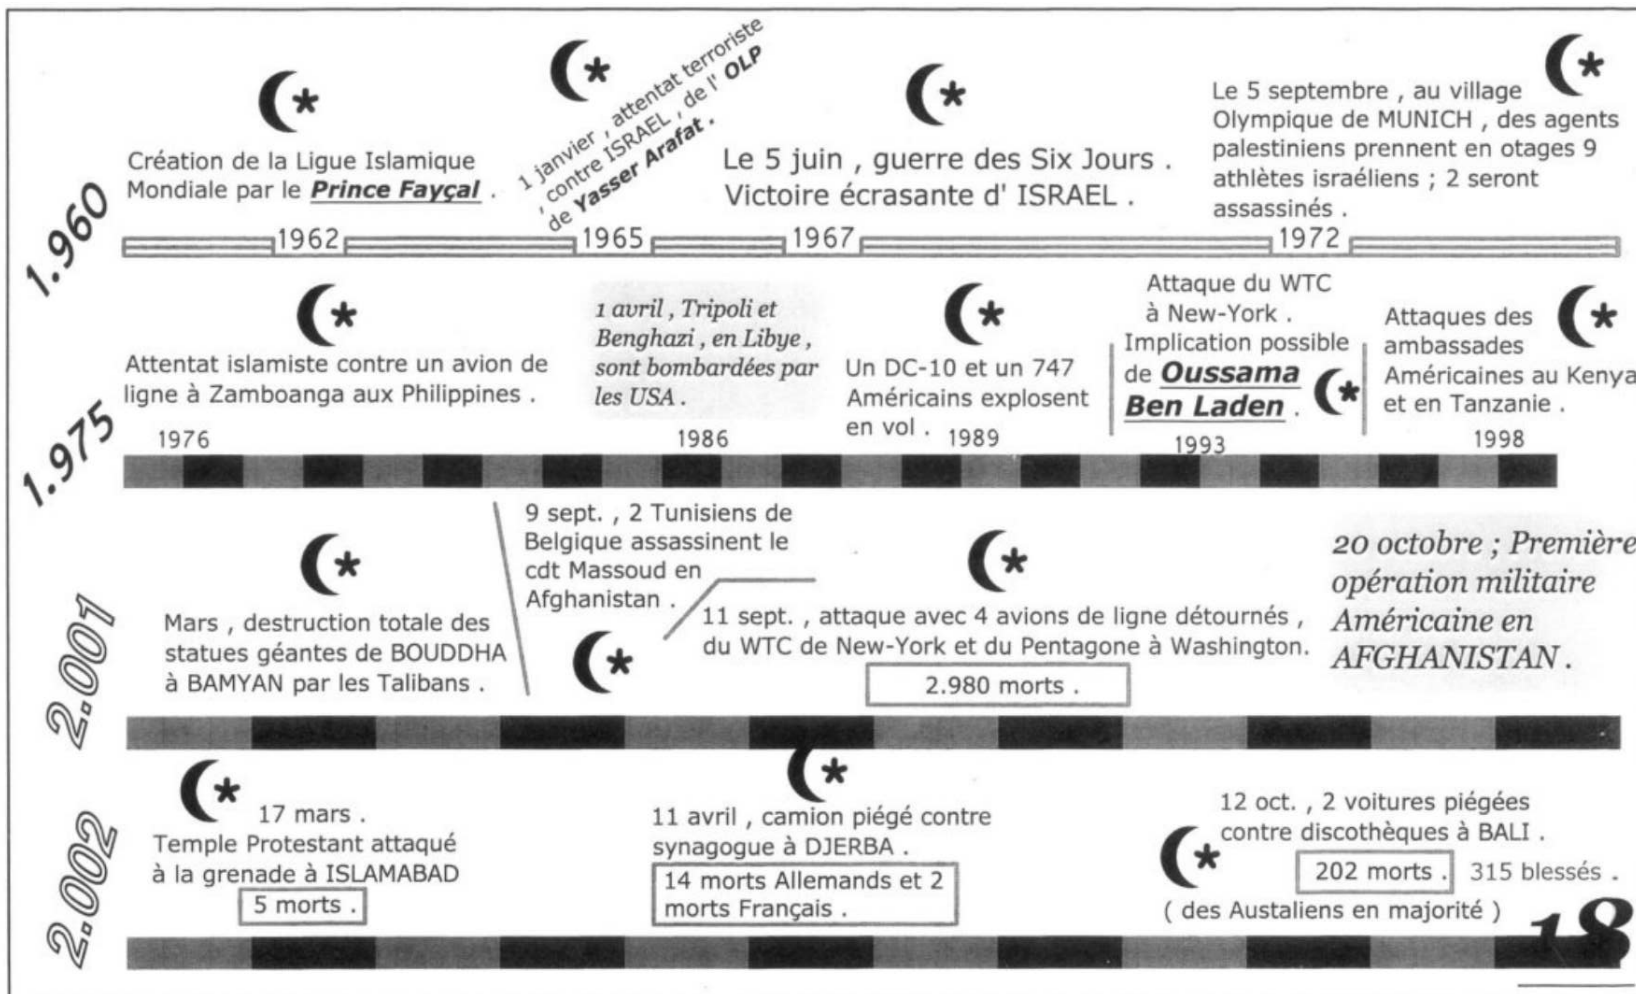 1.960
Création de la Ligue Islamique
Mondiale par le Prince Fayçal .
1962
1 janvier , attentat terroriste
, contre ISRAEL , de l' OLP
de Yasser Arafat .
1965
Le 5 juin , guerre des Six Jours .
Victoire écrasante d' ISRAEL .
1967
Le 5 septembre , au village
Olympique de MUNICH , des agents
palestiniens prennent en otages 9
athlètes israéliens ; 2 seront
assassinés .
1972
1.975
Attentat islamiste contre un avion de
ligne à Zamboanga aux Philippines .
1976
1 avril , Tripoli et
Benghazi , en Libye ,
sont bombardées par
les USA .
1986
Un DC-10 et un 747
Américains explosent
en vol .
1989
Attaque du WTC
à New-York .
Implication possible
de Oussama
Ben Laden .
1993
Attaques des
ambassades
Américaines au Kenya
et en Tanzanie .
1998
2.001
Mars , destruction totale des
statues géantes de BOUDDHA
à BAMYAN par les Talibans .
9 sept. , 2 Tunisiens de
Belgique assassinent le
cdt Massoud en
Afghanistan .
11 sept. , attaque avec 4 avions de ligne détournés ,
du WTC de New-York et du Pentagone à Washington.
2.980 morts .
20 octobre ; Première
opération militaire
Américaine en
AFGHANISTAN .
2.002
17 mars .
Temple Protestant attaqué
à la grenade à ISLAMABAD
5 morts .
11 avril , camion piégé contre
synagogue à DJERBA .
14 morts Allemands et 2
morts Français .
12 oct. , 2 voitures piégées
contre discothèques à BALI .
202 morts . 315 blessés .
( des Austaliens en majorité )
18